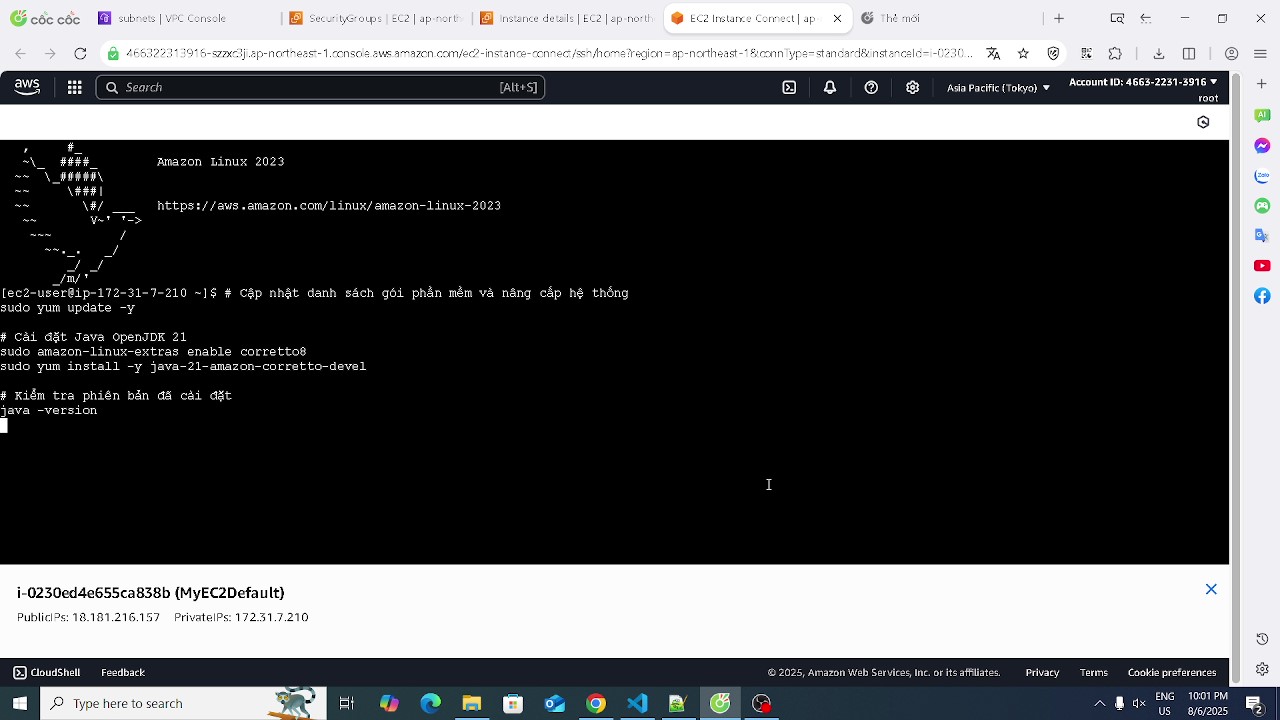 cốc cốc
subnets | VPC Console
SecurityGroups | EC2 | ap-north
Instance details | EC2 | ap-north
EC2 Instance Connect | ap-
Thẻ mới
466322313916-szzxc3ji.ap-northeast-1.console.aws.amazon.com/ec2-instance-connect/ssh/home?region=ap-northeast-1&connType=standard&instanceId=i-0230...
aws
Search
[Alt+S]
Asia Pacific (Tokyo)
Account ID: 4663-2231-3916
root
, #_
~\_ ####_ Amazon Linux 2023
~~ \_#####\
~~ \###|
~~ \#/ ___ https://aws.amazon.com/linux/amazon-linux-2023
~~ V~' '->
~~~ /
~~._. _/
_/ _/
_/m/'
[ec2-user@ip-172-31-7-210 ~]$ # Cập nhật danh sách gói phần mềm và nâng cấp hệ thống
sudo yum update -y
# Cài đặt Java OpenJDK 21
sudo amazon-linux-extras enable corretto8
sudo yum install -y java-21-amazon-corretto-devel
# Kiểm tra phiên bản đã cài đặt
java -version
i-0230ed4e655ca838b (MyEC2Default)
PublicIPs: 18.181.216.157 PrivateIPs: 172.31.7.210
CloudShell
Feedback
© 2025, Amazon Web Services, Inc. or its affiliates.
Privacy
Terms
Cookie preferences
Type here to search
ENG
US
10:01 PM
8/6/2025
2
AI
Zalo